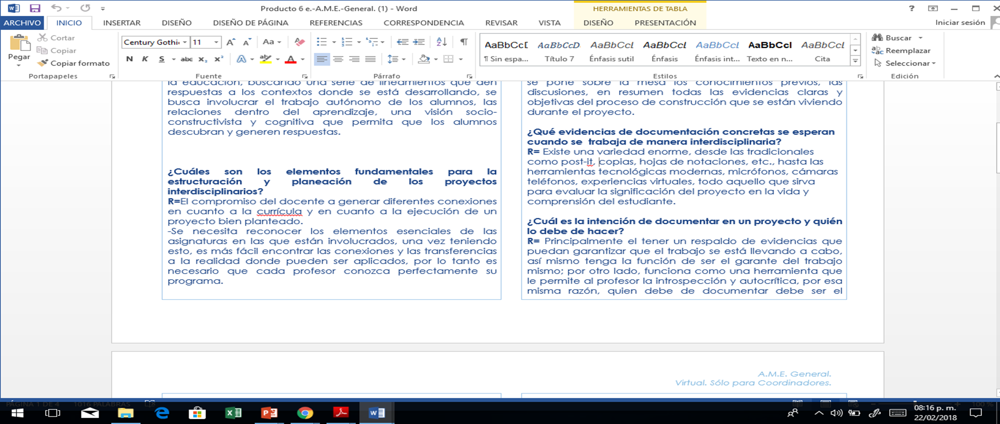 Producto 6 e.-A.M.E.-General. (1) - Word
HERRAMIENTAS DE TABLA
?
ARCHIVO
INICIO
INSERTAR
DISEÑO
DISEÑO DE PÁGINA
REFERENCIAS
CORRESPONDENCIA
REVISAR
VISTA
DISEÑO
PRESENTACIÓN
Iniciar sesión
Pegar
Cortar
Copiar
Copiar formato
Portapapeles
Century Gothi
11
Aa
N K S abc x₂ x²
Fuente
Párrafo
AaBbCcD
¶ Sin espa...
AaBbCcD
Título 7
AaBbCcL
Énfasis sutil
AaBbCcL
Énfasis
AaBbCcL
Énfasis int...
AaBbCcI
Texto en n...
AaBbCcL
Cita
Estilos
Buscar
Reemplazar
Seleccionar
Edición
la educación, buscando una serie de lineamientos que den
respuestas a los contextos donde se está desarrollando, se
busca involucrar el trabajo autónomo de los alumnos, las
relaciones dentro del aprendizaje, una visión socio-
constructivista y cognitiva que permita que los alumnos
descubran y generen respuestas.
¿Cuáles son los elementos fundamentales para la
estructuración y planeación de los proyectos
interdisciplinarios?
R=El compromiso del docente a generar diferentes conexiones
en cuanto a la currícula y en cuanto a la ejecución de un
proyecto bien planteado.
-Se necesita reconocer los elementos esenciales de las
asignaturas en las que están involucrados, una vez teniendo
esto, es más fácil encontrar las conexiones y las transferencias
a la realidad donde pueden ser aplicados, por lo tanto es
necesario que cada profesor conozca perfectamente su
programa.
se pone sobre la mesa los conocimientos previos, las
discusiones, en resumen todas las evidencias claras y
objetivas del proceso de construcción que se están viviendo
durante el proyecto.
¿Qué evidencias de documentación concretas se esperan
cuando se trabaja de manera interdisciplinaria?
R= Existe una variedad enorme, desde las tradicionales
como post-it, copias, hojas de notaciones, etc., hasta las
herramientas tecnológicas modernas, micrófonos, cámaras
teléfonos, experiencias virtuales, todo aquello que sirva
para evaluar la significación del proyecto en la vida y
comprensión del estudiante.
¿Cuál es la intención de documentar en un proyecto y quién
lo debe de hacer?
R= Principalmente el tener un respaldo de evidencias que
puedan garantizar que el trabajo se está llevando a cabo,
así mismo tenga la función de ser el garante del trabajo
mismo; por otro lado, funciona como una herramienta que
le permite al profesor la introspección y autocrítica, por esa
misma razón, quien debe de documentar debe ser el
A.M.E. General.
Virtual. Sólo para Coordinadores.
PÁGINA 1 DE 4
1016 PALABRAS
100 %
08:16 p. m.
22/02/2018